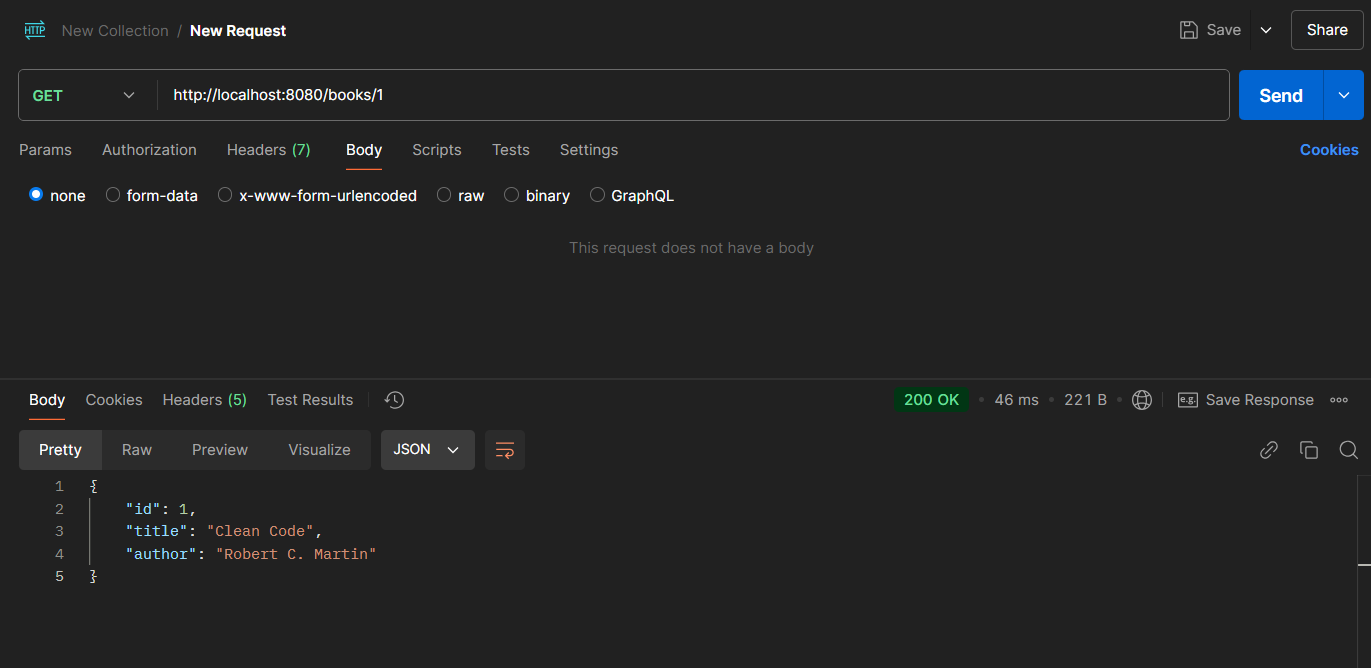 HTTP New Collection / New Request Save Share
GET http://localhost:8080/books/1 Send
Params Authorization Headers (7) Body Scripts Tests Settings Cookies
none form-data x-www-form-urlencoded raw binary GraphQL
This request does not have a body
Body Cookies Headers (5) Test Results 200 OK • 46 ms • 221 B • e.g. Save Response
Pretty Raw Preview Visualize JSON
1 {
2 "id": 1,
3 "title": "Clean Code",
4 "author": "Robert C. Martin"
5 }